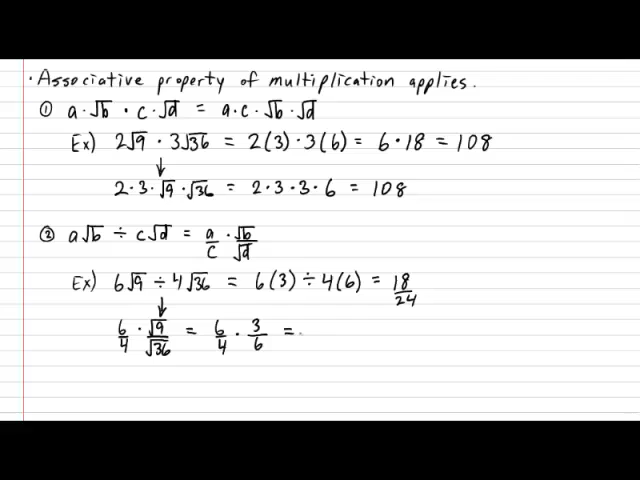 · Associative property of multiplication applies.
① a·√b · c·√d = a·c·√b·√d
Ex) 2√9 · 3√36 = 2(3)·3(6) = 6·18 = 108
↓
2·3·√9·√36 = 2·3·3·6 = 108
② a√b ÷ c√d = a/c · √b/√d
Ex) 6√9 ÷ 4√36 = 6(3) ÷ 4(6) = 18/24
↓
6/4 · √9/√36 = 6/4 · 3/6 =